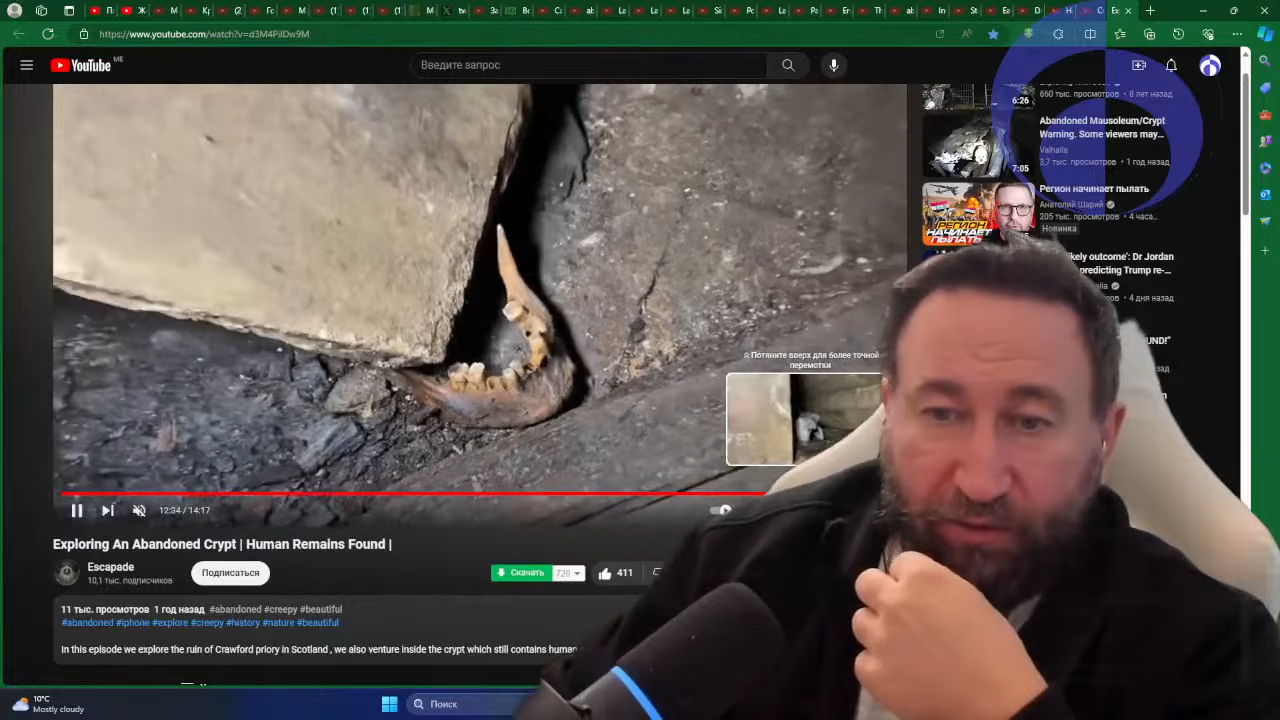 https://www.youtube.com/watch?v=d3M4PilDw9M
YouTube ME
Введите запрос
6:26
660 тыс. просмотров • 8 лет назад
Abandoned Mausoleum/Crypt
Warning. Some viewers may...
Valhalla
3,7 тыс. просмотров • 1 год назад
7:05
Регион начинает пылать
Анатолий Шарий
205 тыс. просмотров • 4 часа...
Новинка
РЕГИОН
НАЧИНАЕТ
ПЫЛАТЬ
ikely outcome': Dr Jordan
predicting Trump re-...
• 4 дня назад
Потяните вверх для более точной
перемотки
12:34 / 14:17
Exploring An Abandoned Crypt | Human Remains Found |
Escapade
10,1 тыс. подписчиков
Подписаться
Скачать
720
411
11 тыс. просмотров 1 год назад #abandoned #creepy #beautiful
#abandoned #iphone #explore #creepy #history #nature #beautiful
In this episode we explore the ruin of Crawford priory in Scotland , we also venture inside the crypt which still contains human
10°C
Mostly cloudy
Поиск